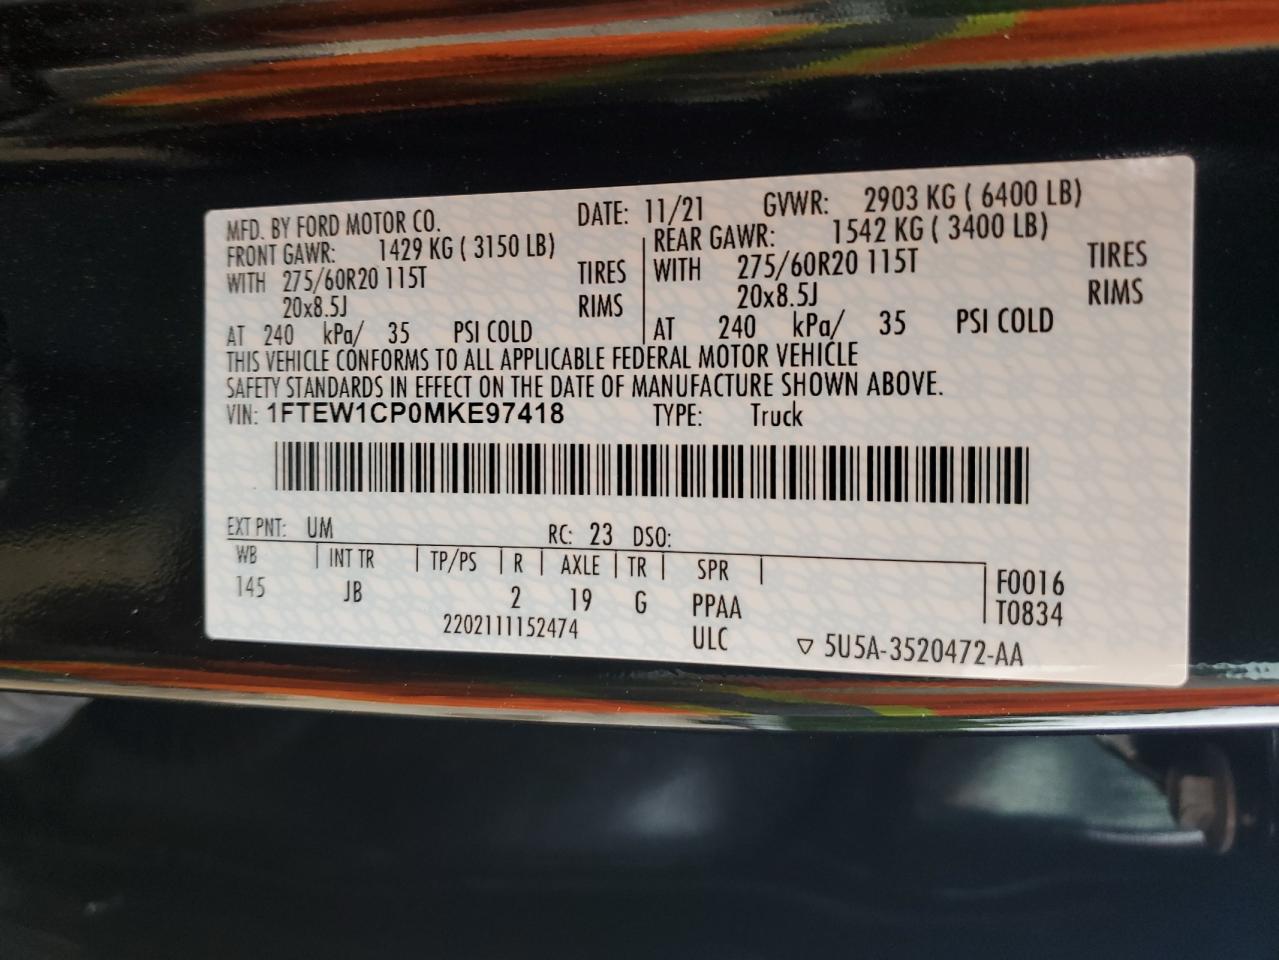 MFD. BY FORD MOTOR CO. DATE: 11/21 GVWR: 2903 KG ( 6400 LB)
FRONT GAWR: 1429 KG ( 3150 LB) REAR GAWR: 1542 KG ( 3400 LB)
WITH 275/60R20 115T TIRES WITH 275/60R20 115T TIRES
20x8.5J RIMS 20x8.5J RIMS
AT 240 kPa/ 35 PSI COLD AT 240 kPa/ 35 PSI COLD
THIS VEHICLE CONFORMS TO ALL APPLICABLE FEDERAL MOTOR VEHICLE
SAFETY STANDARDS IN EFFECT ON THE DATE OF MANUFACTURE SHOWN ABOVE.
VIN: 1FTEW1CP0MKE97418 TYPE: Truck
EXT PNT: UM RC: 23 DSO:
WB INT TR TP/PS R AXLE TR SPR F0016
145 JB 2 19 G PPAA T0834
2202111152474 ULC ▽ 5U5A-3520472-AA